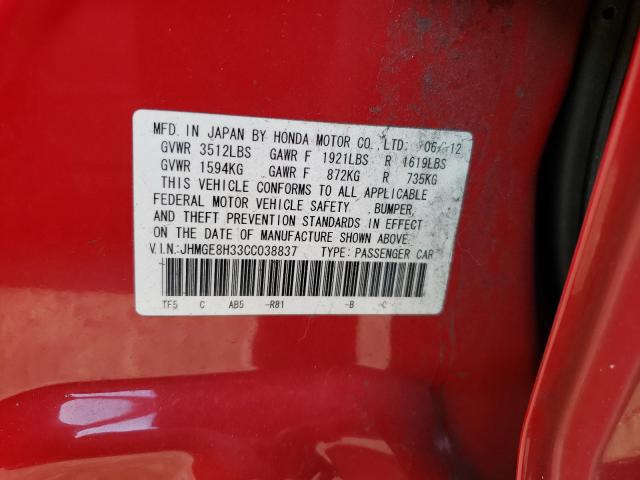 MFD. IN JAPAN BY HONDA MOTOR CO.,LTD. 06/12
GVWR 3512LBS GAWR F 1921LBS R 1619LBS
GVWR 1594KG GAWR F 872KG R 735KG
THIS VEHICLE CONFORMS TO ALL APPLICABLE
FEDERAL MOTOR VEHICLE SAFETY, BUMPER,
AND THEFT PREVENTION STANDARDS IN EFFECT
ON THE DATE OF MANUFACTURE SHOWN ABOVE.
V.I.N.:JHMGE8H33CC038837 TYPE: PASSENGER CAR
TF5 C AB5 -R81 -B -C